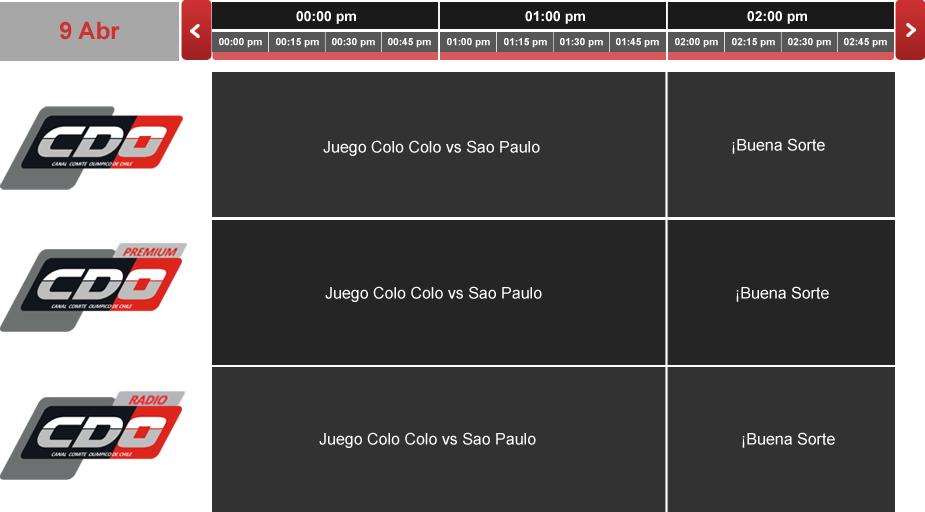 9 Abr
00:00 pm 01:00 pm 02:00 pm
00:00 pm 00:15 pm 00:30 pm 00:45 pm 01:00 pm 01:15 pm 01:30 pm 01:45 pm 02:00 pm 02:15 pm 02:30 pm 02:45 pm
CDO
CANAL COMITE OLIMPICO DE CHILE
Juego Colo Colo vs Sao Paulo
¡Buena Sorte
PREMIUM
CDO
CANAL COMITE OLIMPICO DE CHILE
Juego Colo Colo vs Sao Paulo
¡Buena Sorte
RADIO
CDO
CANAL COMITE OLIMPICO DE CHILE
Juego Colo Colo vs Sao Paulo
¡Buena Sorte